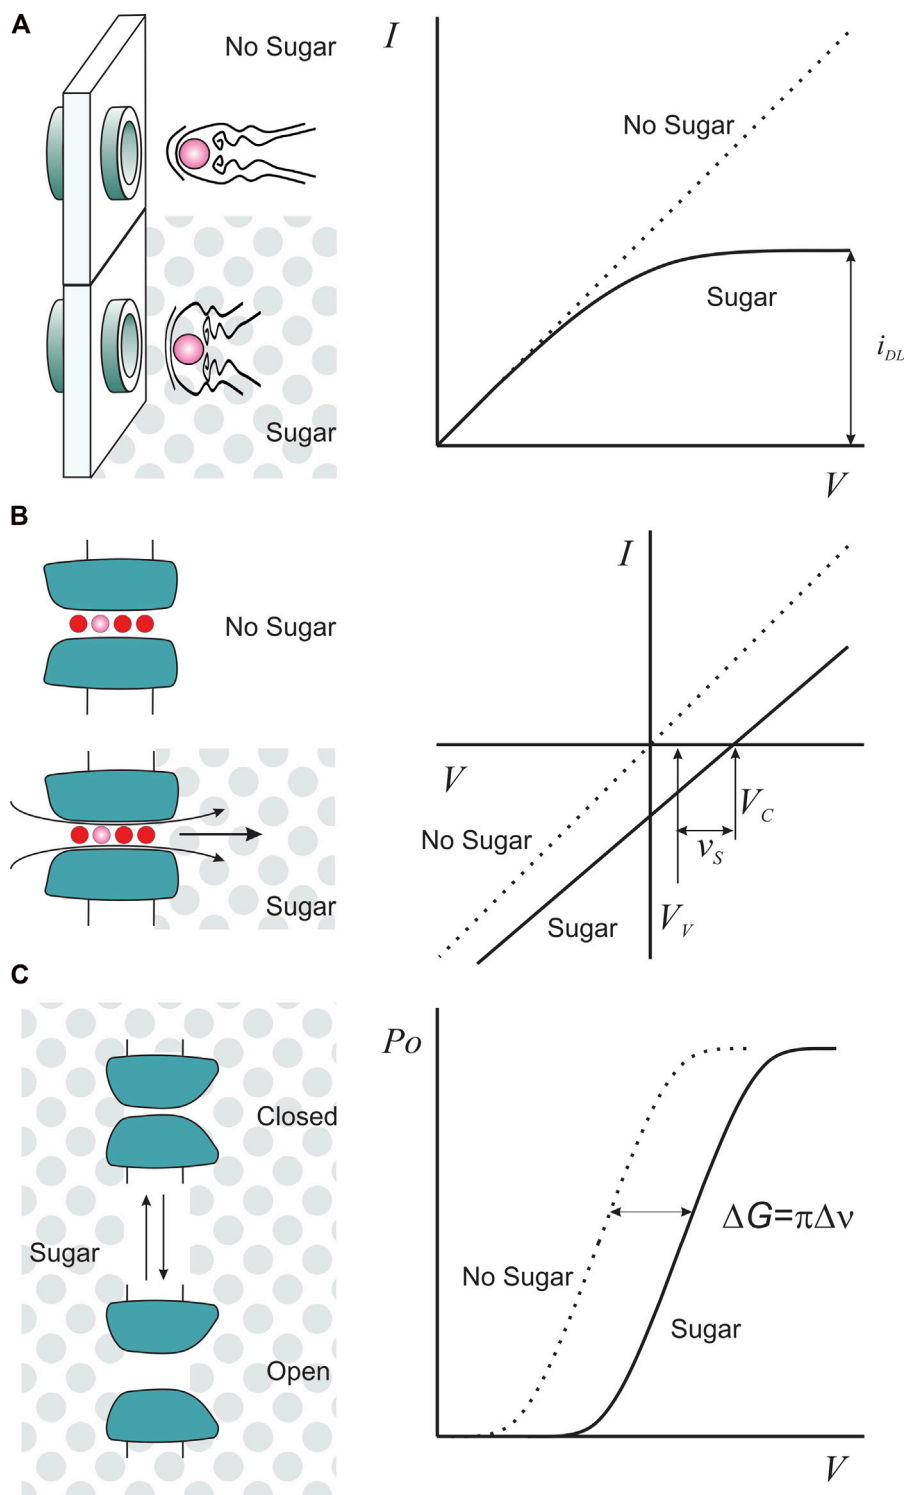 A
No Sugar
Sugar
I
No Sugar
Sugar
i_DL
V
B
No Sugar
Sugar
I
V
No Sugar
Sugar
V_C
v_S
V_V
C
Closed
Sugar
Open
Po
ΔG=πΔν
No Sugar
Sugar
V